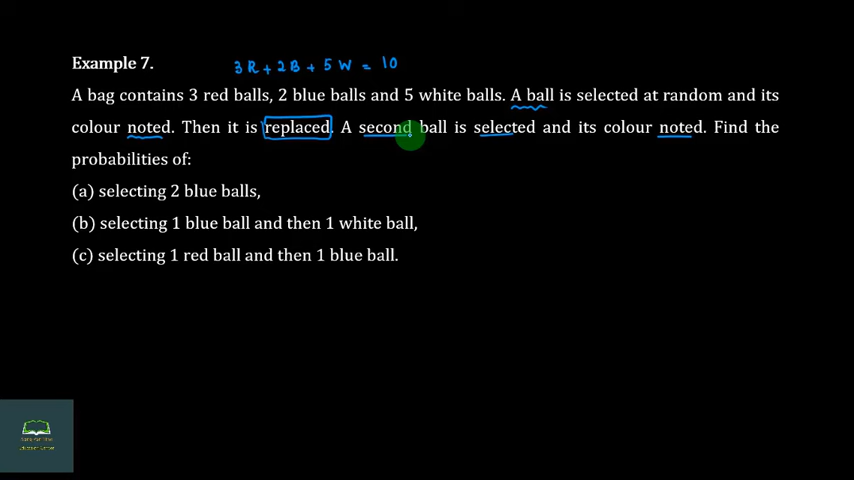 Example 7.
3R + 2B + 5W = 10
A bag contains 3 red balls, 2 blue balls and 5 white balls. A ball is selected at random and its
colour noted. Then it is replaced. A second ball is selected and its colour noted. Find the
probabilities of:
(a) selecting 2 blue balls,
(b) selecting 1 blue ball and then 1 white ball,
(c) selecting 1 red ball and then 1 blue ball.